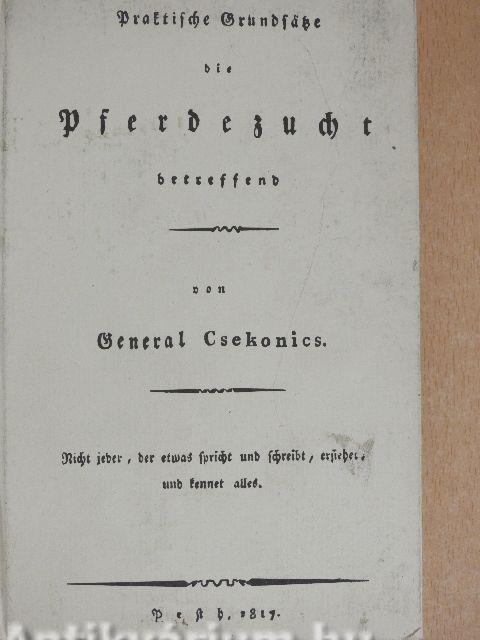 Praktische Grundsätze
die
Pferdezucht
betreffend
von
General Csekonics.
Nicht jeder, der etwas spricht und schreibt, erziehet,
und kennet alles.
Pesth, 1817.
Antikvárium.hu